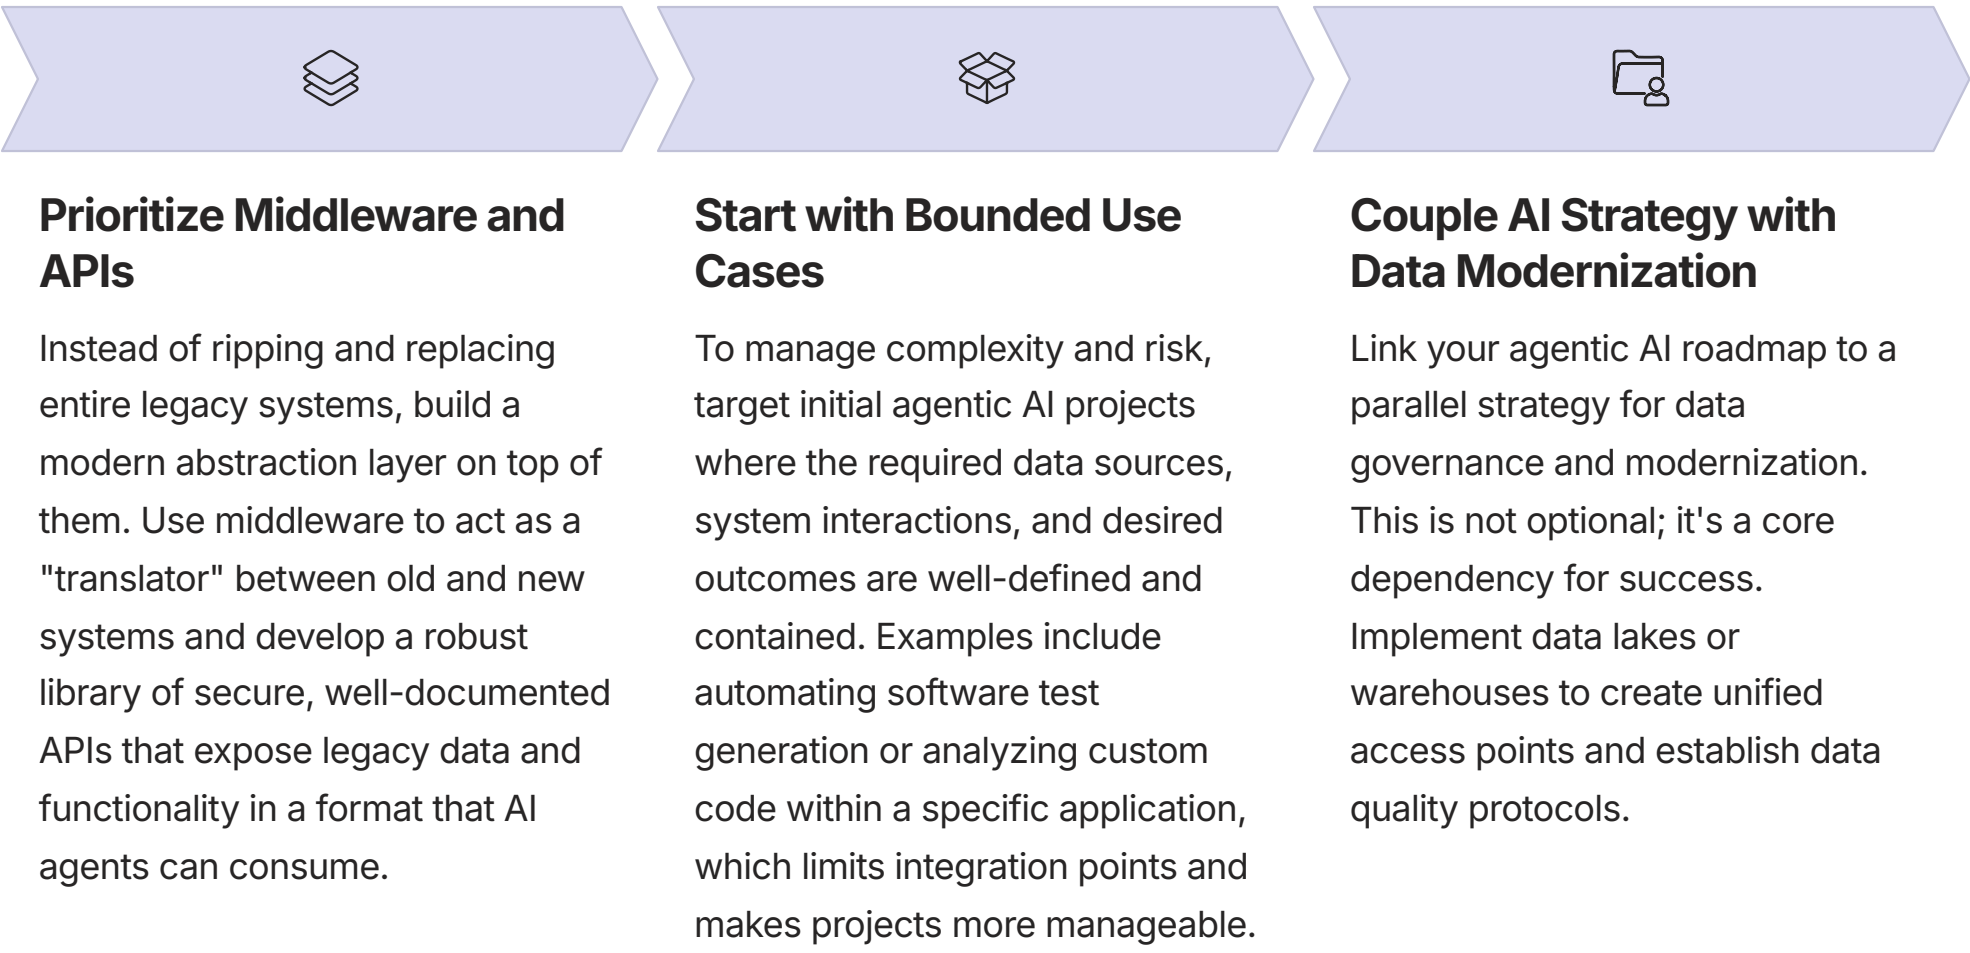 Prioritize Middleware and
APIs
Instead of ripping and replacing
entire legacy systems, build a
modern abstraction layer on top of
them. Use middleware to act as a
"translator" between old and new
systems and develop a robust
library of secure, well-documented
APIs that expose legacy data and
functionality in a format that AI
agents can consume.
Start with Bounded Use
Cases
To manage complexity and risk,
target initial agentic AI projects
where the required data sources,
system interactions, and desired
outcomes are well-defined and
contained. Examples include
automating software test
generation or analyzing custom
code within a specific application,
which limits integration points and
makes projects more manageable.
Couple AI Strategy with
Data Modernization
Link your agentic AI roadmap to a
parallel strategy for data
governance and modernization.
This is not optional; it's a core
dependency for success.
Implement data lakes or
warehouses to create unified
access points and establish data
quality protocols.